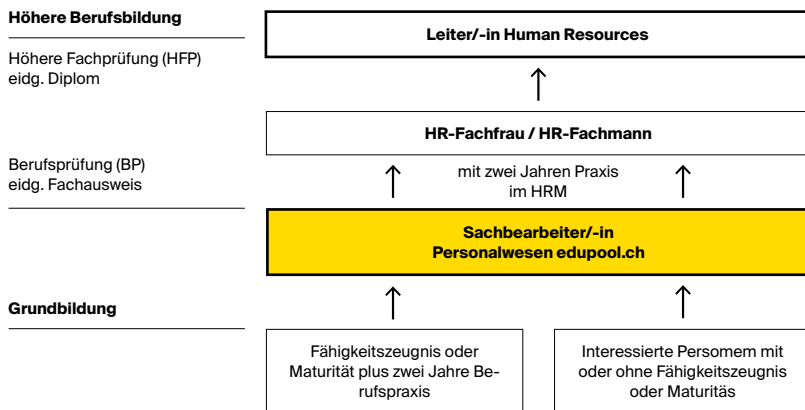 Höhere Berufsbildung
Höhere Fachprüfung (HFP)
eidg. Diplom
Leiter/-in Human Resources
HR-Fachfrau / HR-Fachmann
Berufsprüfung (BP)
eidg. Fachausweis
mit zwei Jahren Praxis
im HRM
Sachbearbeiter/-in
Personalwesen edupool.ch
Grundbildung
Fähigkeitszeugnis oder
Maturität plus zwei Jahre Be-
rufspraxis
Interessierte Persomem mit
oder ohne Fähigkeitszeugnis
oder Maturitäs